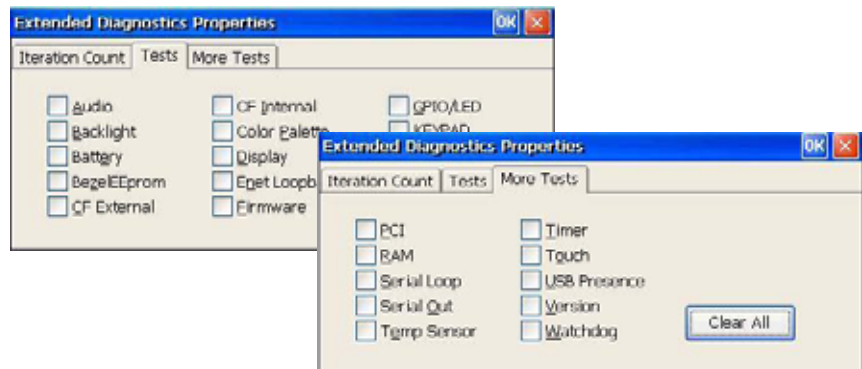 Extended Diagnostics Properties OK
Iteration Count Tests More Tests
Audio CF Internal GPIO/LED
Backlight Color Palette KEYPAD
Battery Display
BezelEEprom Enet Loopb
CF External Firmware
Extended Diagnostics Properties OK
Iteration Count Tests More Tests
PCI Timer
RAM Touch
Serial Loop USB Presence
Serial Out Version
Temp Sensor Watchdog
Clear All